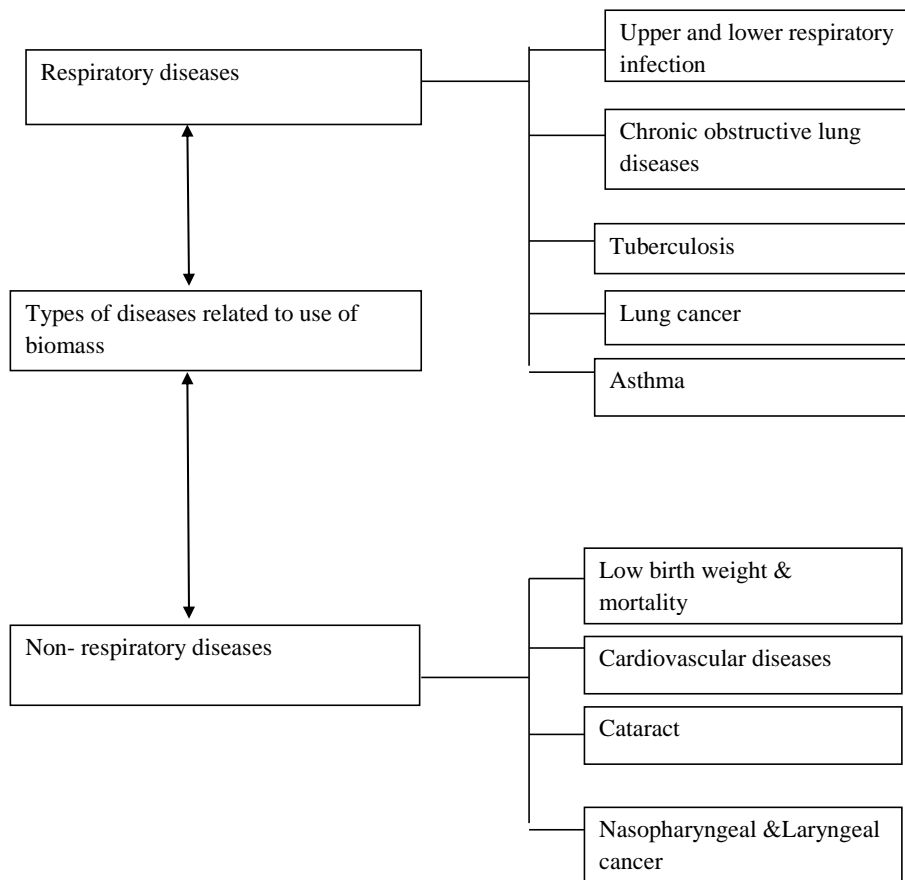 Respiratory diseases
Upper and lower respiratory
infection
Chronic obstructive lung
diseases
Tuberculosis
Types of diseases related to use of
biomass
Lung cancer
Asthma
Low birth weight &
mortality
Non- respiratory diseases
Cardiovascular diseases
Cataract
Nasopharyngeal &Laryngeal
cancer